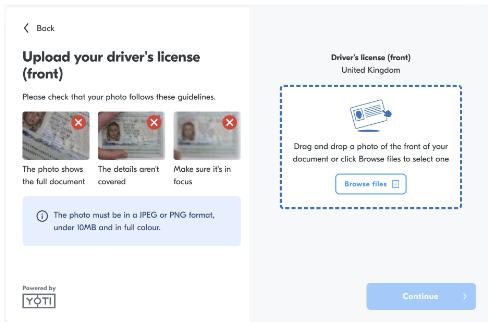 Back
Upload your driver's license
(front)
Please check that your photo follows these guidelines.
The photo shows
the full document
The details aren't
covered
Make sure it's in
focus
The photo must be in a JPEG or PNG format,
under 10MB and in full colour.
Powered by
YOTI
Driver's license (front)
United Kingdom
Drag and drop a photo of the front of your
document or click Browse files to select one
Browse files
Continue